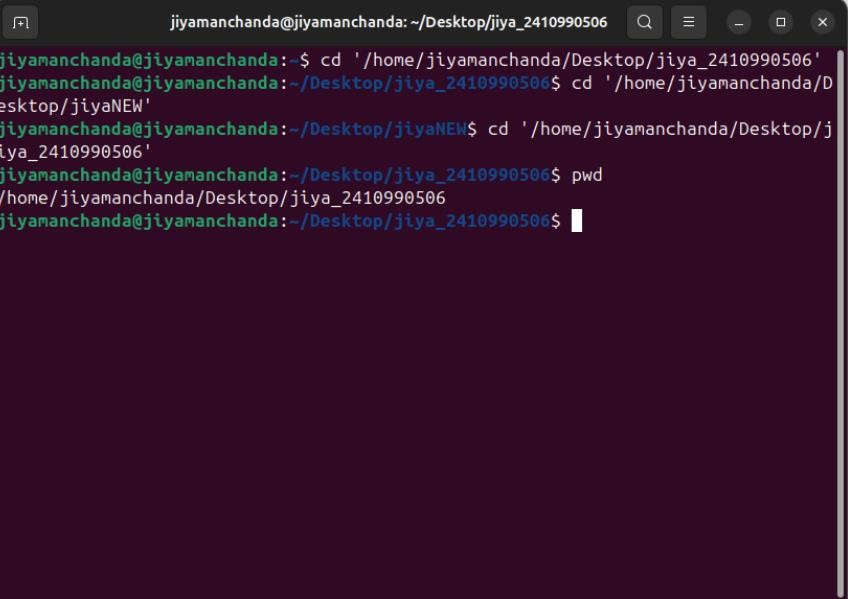 jiyamanchanda@jiyamanchanda: ~/Desktop/jiya_2410990506
jiyamanchanda@jiyamanchanda:~$ cd '/home/jiyamanchanda/Desktop/jiya_2410990506'
jiyamanchanda@jiyamanchanda:~/Desktop/jiya_2410990506$ cd '/home/jiyamanchanda/D
esktop/jiyaNEW'
jiyamanchanda@jiyamanchanda:~/Desktop/jiyaNEW$ cd '/home/jiyamanchanda/Desktop/j
iya_2410990506'
jiyamanchanda@jiyamanchanda:~/Desktop/jiya_2410990506$ pwd
/home/jiyamanchanda/Desktop/jiya_2410990506
jiyamanchanda@jiyamanchanda:~/Desktop/jiya_2410990506$